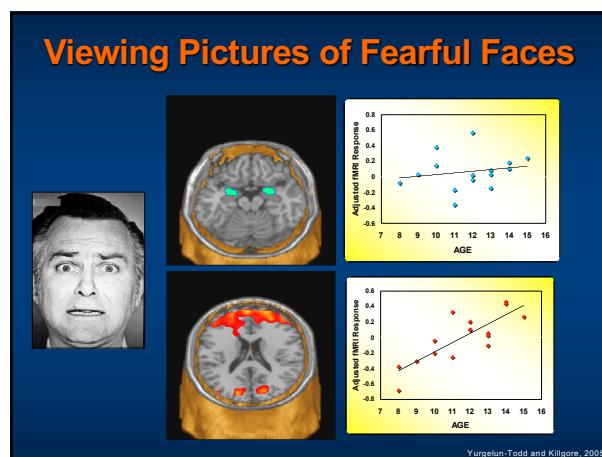 Viewing Pictures of Fearful Faces
Adjusted fMRI Response
0.8
0.6
0.4
0.2
0
-0.2
-0.4
-0.6
7 8 9 10 11 12 13 14 15 16
AGE
Adjusted fMRI Response
0.6
0.4
0.2
0
-0.2
-0.4
-0.6
-0.8
7 8 9 10 11 12 13 14 15 16
AGE
Yurgelun-Todd and Killgore, 2005